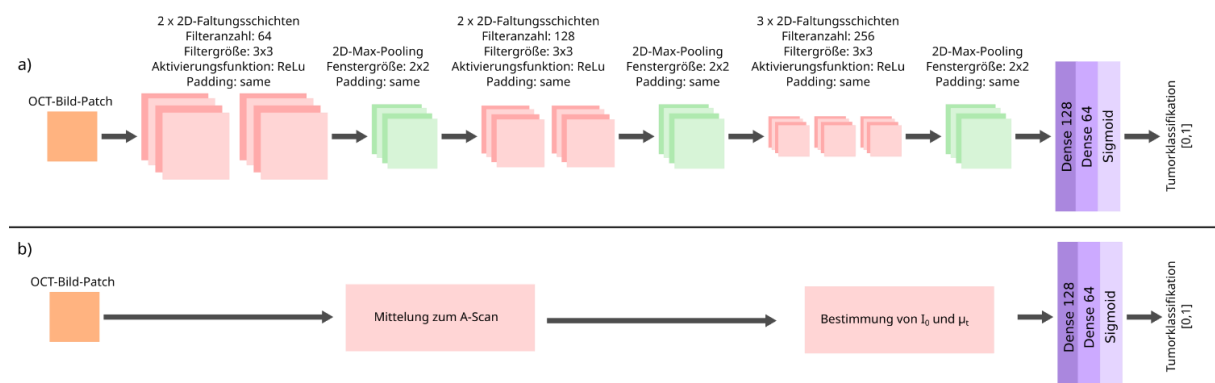 a)
OCT-Bild-Patch
2 x 2D-Faltungsschichten
Filteranzahl: 64
Filtergröße: 3x3
Aktivierungsfunktion: ReLu
Padding: same
2D-Max-Pooling
Fenstergröße: 2x2
Padding: same
2 x 2D-Faltungsschichten
Filteranzahl: 128
Filtergröße: 3x3
Aktivierungsfunktion: ReLu
Padding: same
2D-Max-Pooling
Fenstergröße: 2x2
Padding: same
3 x 2D-Faltungsschichten
Filteranzahl: 256
Filtergröße: 3x3
Aktivierungsfunktion: ReLu
Padding: same
2D-Max-Pooling
Fenstergröße: 2x2
Padding: same
Dense 128
Dense 64
Sigmoid
Tumorklassifikation
[0,1]
b)
OCT-Bild-Patch
Mittelung zum A-Scan
Bestimmung von I₀ und μₜ
Dense 128
Dense 64
Sigmoid
Tumorklassifikation
[0,1]